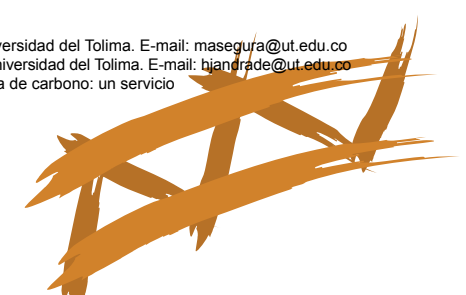 versidad del Tolima. E-mail: masegura@ut.edu.co
niversidad del Tolima. E-mail: hjandrade@ut.edu.co
a de carbono: un servicio